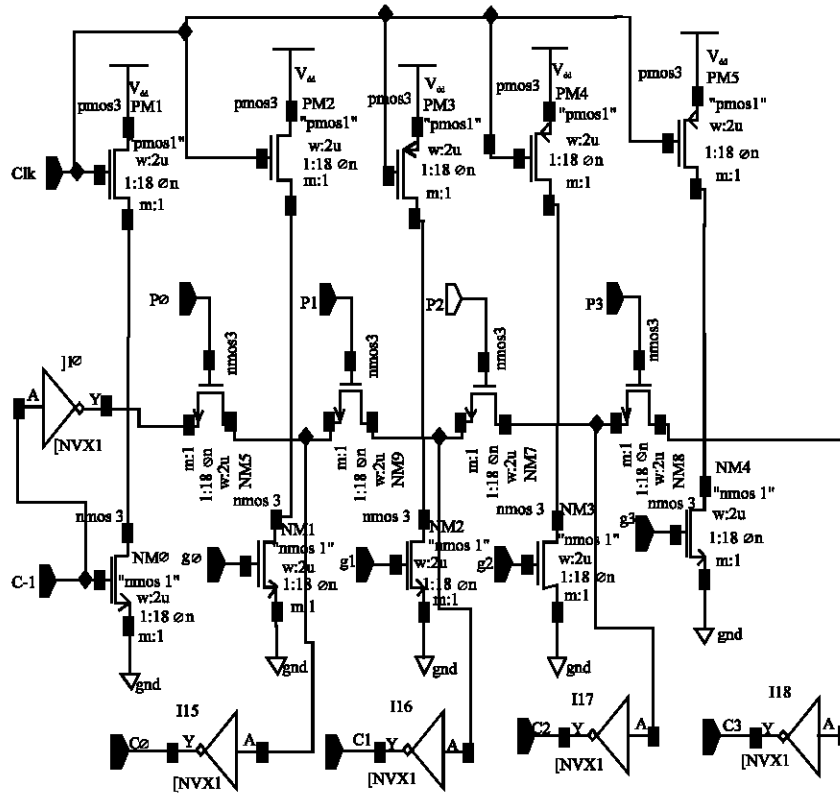 V_dd
pmos3
PM1
"pmos1"
w:2u
1:18 ∅n
m:1
V_dd
pmos3
PM2
"pmos1"
w:2u
1:18 ∅n
m:1
V_dd
pmos3
PM3
"pmos1"
w:2u
1:18 ∅n
m:1
V_dd
pmos3
PM4
"pmos1"
w:2u
1:18 ∅n
m:1
V_dd
pmos3
PM5
"pmos1"
w:2u
1:18 ∅n
m:1
Clk
P∅
P1
P2
P3
nmos3
nmos3
nmos3
nmos3
]1∅
A
Y
[NVX1
m:1
1:18 ∅n
w:2u
NM5
m:1
1:18 ∅n
w:2u
NM9
m:1
1:18 ∅n
w:2u
NM7
m:1
1:18 ∅n
w:2u
NM8
C-1
nmos 3
NM∅
"nmos 1"
w:2u
1:18 ∅n
m:1
gnd
g∅
nmos 3
NM1
"nmos 1"
w:2u
1:18 ∅n
m:1
gnd
g1
nmos 3
NM2
"nmos 1"
w:2u
1:18 ∅n
m:1
gnd
g2
nmos 3
NM3
"nmos 1"
w:2u
1:18 ∅n
m:1
gnd
g3
nmos 3
NM4
"nmos 1"
w:2u
1:18 ∅n
m:1
gnd
I15
C∅
Y
A
[NVX1
I16
C1
Y
A
[NVX1
I17
C2
Y
A
[NVX1
I18
C3
Y
A
[NVX1